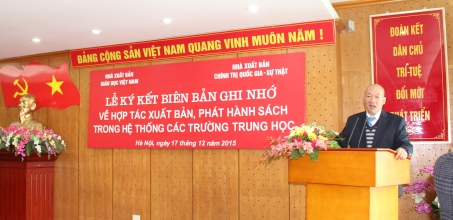 ĐẢNG CỘNG SẢN VIỆT NAM QUANG VINH MUÔN NĂM !
NHÀ XUẤT BẢN
GIÁO DỤC VIỆT NAM
NHÀ XUẤT BẢN
CHÍNH TRỊ QUỐC GIA - SỰ THẬT
LỄ KÝ KẾT BIÊN BẢN GHI NHỚ
VỀ HỢP TÁC XUẤT BẢN, PHÁT HÀNH SÁCH
TRONG HỆ THỐNG CÁC TRƯỜNG TRUNG HỌC
Hà Nội, ngày 17 tháng 12 năm 2015
ĐOÀN KẾT
DÂN CHỦ
TRÍ TUỆ
ĐỔI MỚI
PHÁT TRIỂN